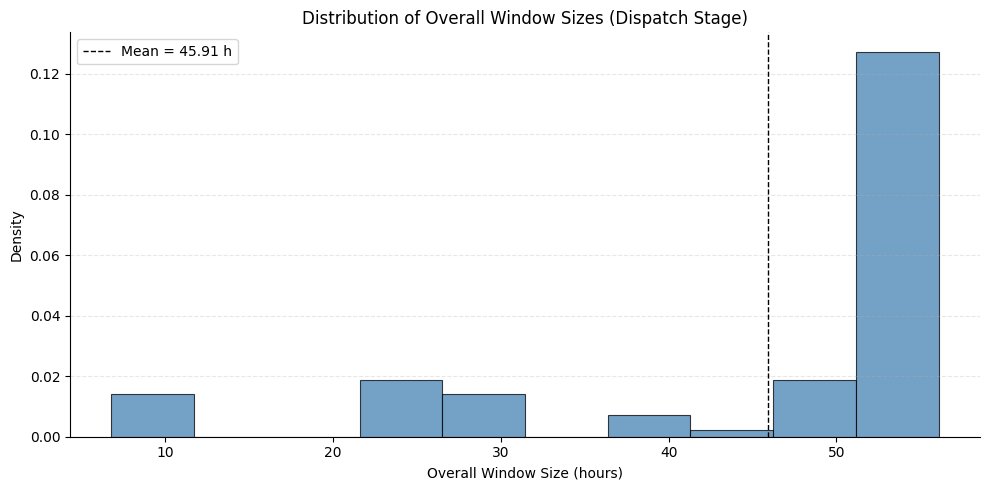 Distribution of Overall Window Sizes (Dispatch Stage)
Mean = 45.91 h
0.12
0.10
0.08
0.06
0.04
0.02
0.00
Density
10 20 30 40 50
Overall Window Size (hours)